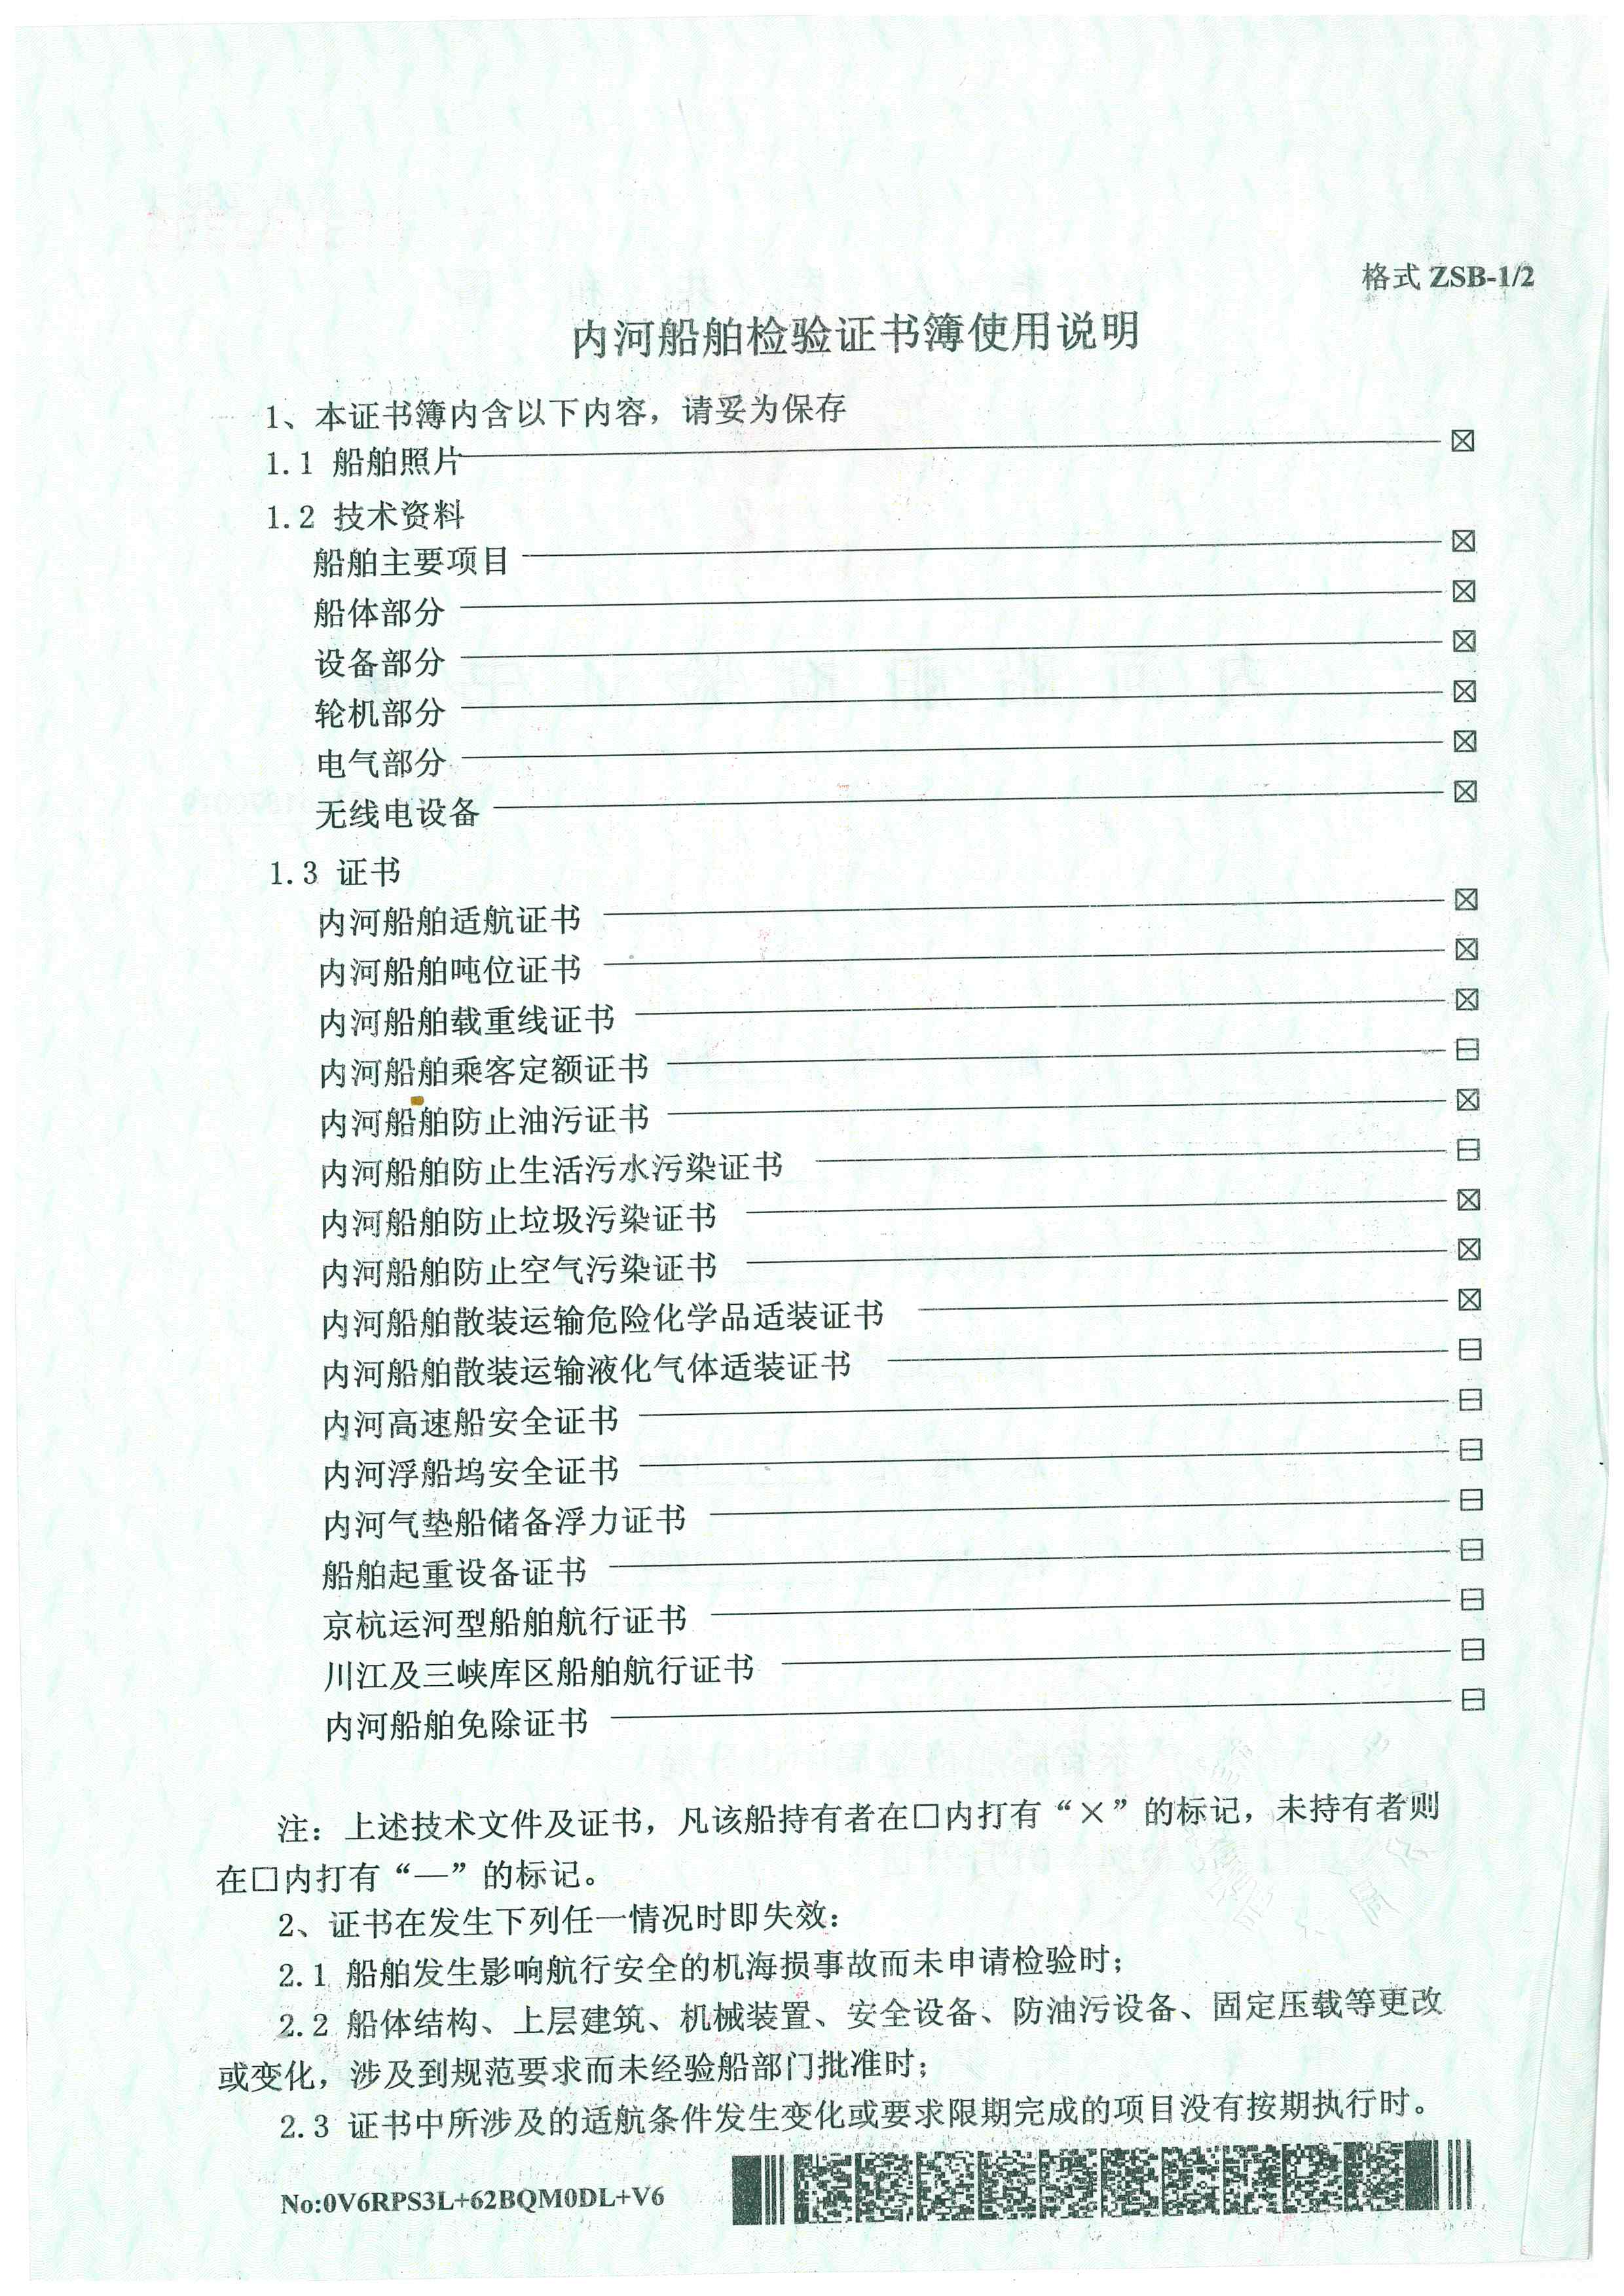 格式 ZSB-1/2
内河船舶检验证书簿使用说明
1、本证书簿内含以下内容，请妥为保存
1.1 船舶照片 ☒
1.2 技术资料
船舶主要项目 ☒
船体部分 ☒
设备部分 ☒
轮机部分 ☒
电气部分 ☒
无线电设备 ☒
1.3 证书
内河船舶适航证书 ☒
内河船舶吨位证书 ☒
内河船舶载重线证书 ☒
内河船舶乘客定额证书 ⊟
内河船舶防止油污证书 ☒
内河船舶防止生活污水污染证书 ⊟
内河船舶防止垃圾污染证书 ☒
内河船舶防止空气污染证书 ☒
内河船舶散装运输危险化学品适装证书 ☒
内河船舶散装运输液化气体适装证书 ⊟
内河高速船安全证书 ⊟
内河浮船坞安全证书 ⊟
内河气垫船储备浮力证书 ⊟
船舶起重设备证书 ⊟
京杭运河型船舶航行证书 ⊟
川江及三峡库区船舶航行证书 ⊟
内河船舶免除证书 ⊟
注：上述技术文件及证书，凡该船持有者在□内打有“×”的标记，未持有者则
在□内打有“—”的标记。
2、证书在发生下列任一情况时即失效：
2.1 船舶发生影响航行安全的机海损事故而未申请检验时；
2.2 船体结构、上层建筑、机械装置、安全设备、防油污设备、固定压载等更改
或变化，涉及到规范要求而未经验船部门批准时；
2.3 证书中所涉及的适航条件发生变化或要求限期完成的项目没有按期执行时。
No:0V6RPS3L+62BQM0DL+V6